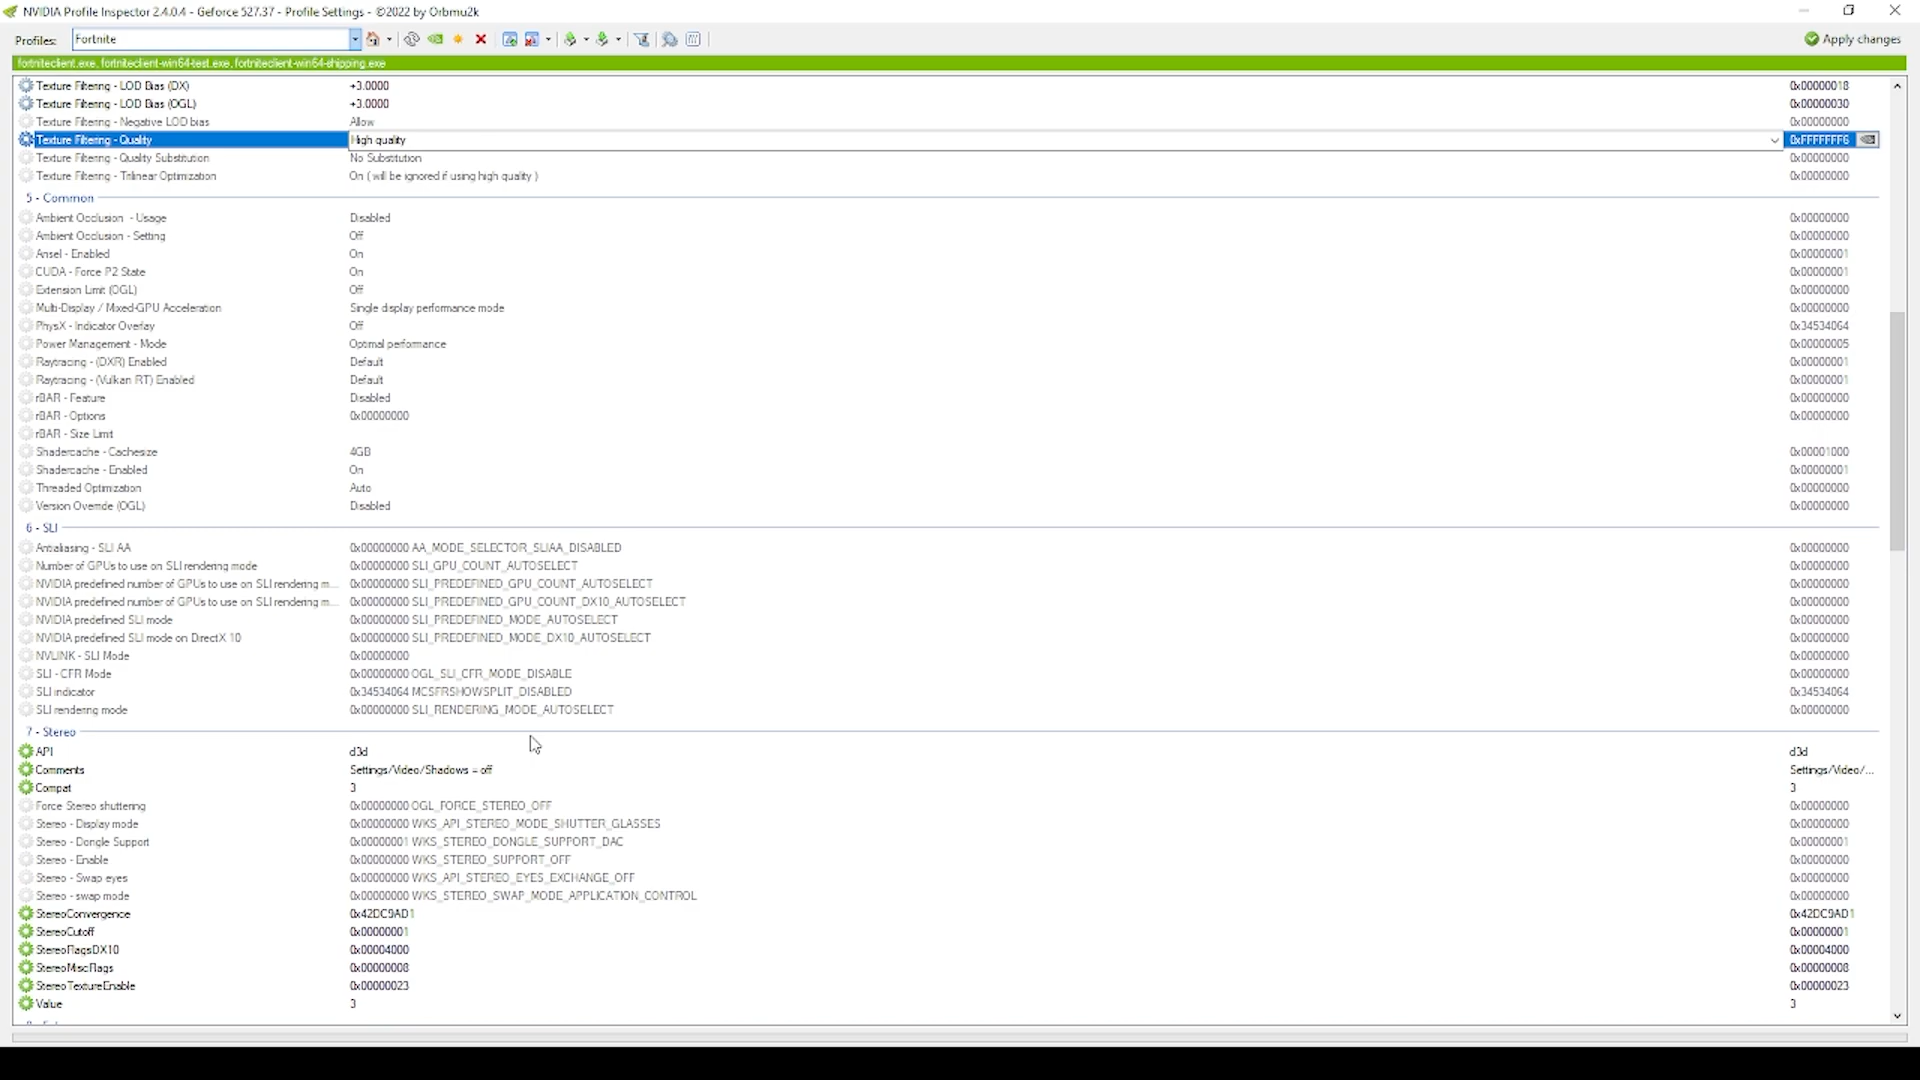 NVIDIA Profile Inspector 2.4.0.4 - Geforce 527.37 - Profile Settings - ©2022 by Orbmu2k
Profiles: Fortnite Apply changes
fortniteclient.exe, fortniteclient-win64-test.exe, fortniteclient-win64-shipping.exe
Texture Filtering - LOD Bias (DX) +3.0000 0x00000018
Texture Filtering - LOD Bias (OGL) +3.0000 0x00000030
Texture Filtering - Negative LOD bias Allow 0x00000000
Texture Filtering - Quality High quality 0xFFFFFFF6
Texture Filtering - Quality Substitution No Substitution 0x00000000
Texture Filtering - Trilinear Optimization On ( will be ignored if using high quality ) 0x00000000
5 - Common
Ambient Occlusion - Usage Disabled 0x00000000
Ambient Occlusion - Setting Off 0x00000000
Ansel - Enabled On 0x00000001
CUDA - Force P2 State On 0x00000001
Extension Limit (OGL) Off 0x00000000
Multi-Display / Mixed-GPU Acceleration Single display performance mode 0x00000000
PhysX - Indicator Overlay Off 0x34534064
Power Management - Mode Optimal performance 0x00000005
Raytracing - (DXR) Enabled Default 0x00000001
Raytracing - (Vulkan RT) Enabled Default 0x00000001
rBAR - Feature Disabled 0x00000000
rBAR - Options 0x00000000 0x00000000
rBAR - Size Limit
Shadercache - Cachesize 4GB 0x00001000
Shadercache - Enabled On 0x00000001
Threaded Optimization Auto 0x00000000
Version Override (OGL) Disabled 0x00000000
6 - SLI
Antialiasing - SLI AA 0x00000000 AA_MODE_SELECTOR_SLIAA_DISABLED 0x00000000
Number of GPUs to use on SLI rendering mode 0x00000000 SLI_GPU_COUNT_AUTOSELECT 0x00000000
NVIDIA predefined number of GPUs to use on SLI rendering m... 0x00000000 SLI_PREDEFINED_GPU_COUNT_AUTOSELECT 0x00000000
NVIDIA predefined number of GPUs to use on SLI rendering m... 0x00000000 SLI_PREDEFINED_GPU_COUNT_DX10_AUTOSELECT 0x00000000
NVIDIA predefined SLI mode 0x00000000 SLI_PREDEFINED_MODE_AUTOSELECT 0x00000000
NVIDIA predefined SLI mode on DirectX 10 0x00000000 SLI_PREDEFINED_MODE_DX10_AUTOSELECT 0x00000000
NVLINK - SLI Mode 0x00000000 0x00000000
SLI - CFR Mode 0x00000000 OGL_SLI_CFR_MODE_DISABLE 0x00000000
SLI indicator 0x34534064 MCSFRSHOWSPLIT_DISABLED 0x34534064
SLI rendering mode 0x00000000 SLI_RENDERING_MODE_AUTOSELECT 0x00000000
7 - Stereo
API d3d d3d
Comments Settings/Video/Shadows = off Settings/Video/...
Compat 3 3
Force Stereo shuttering 0x00000000 OGL_FORCE_STEREO_OFF 0x00000000
Stereo - Display mode 0x00000000 WKS_API_STEREO_MODE_SHUTTER_GLASSES 0x00000000
Stereo - Dongle Support 0x00000001 WKS_STEREO_DONGLE_SUPPORT_DAC 0x00000001
Stereo - Enable 0x00000000 WKS_STEREO_SUPPORT_OFF 0x00000000
Stereo - Swap eyes 0x00000000 WKS_API_STEREO_EYES_EXCHANGE_OFF 0x00000000
Stereo - swap mode 0x00000000 WKS_STEREO_SWAP_MODE_APPLICATION_CONTROL 0x00000000
StereoConvergence 0x42DC9AD1 0x42DC9AD1
StereoCutoff 0x00000001 0x00000001
StereoFlagsDX10 0x00004000 0x00004000
StereoMiscFlags 0x00000008 0x00000008
StereoTextureEnable 0x00000023 0x00000023
Value 3 3